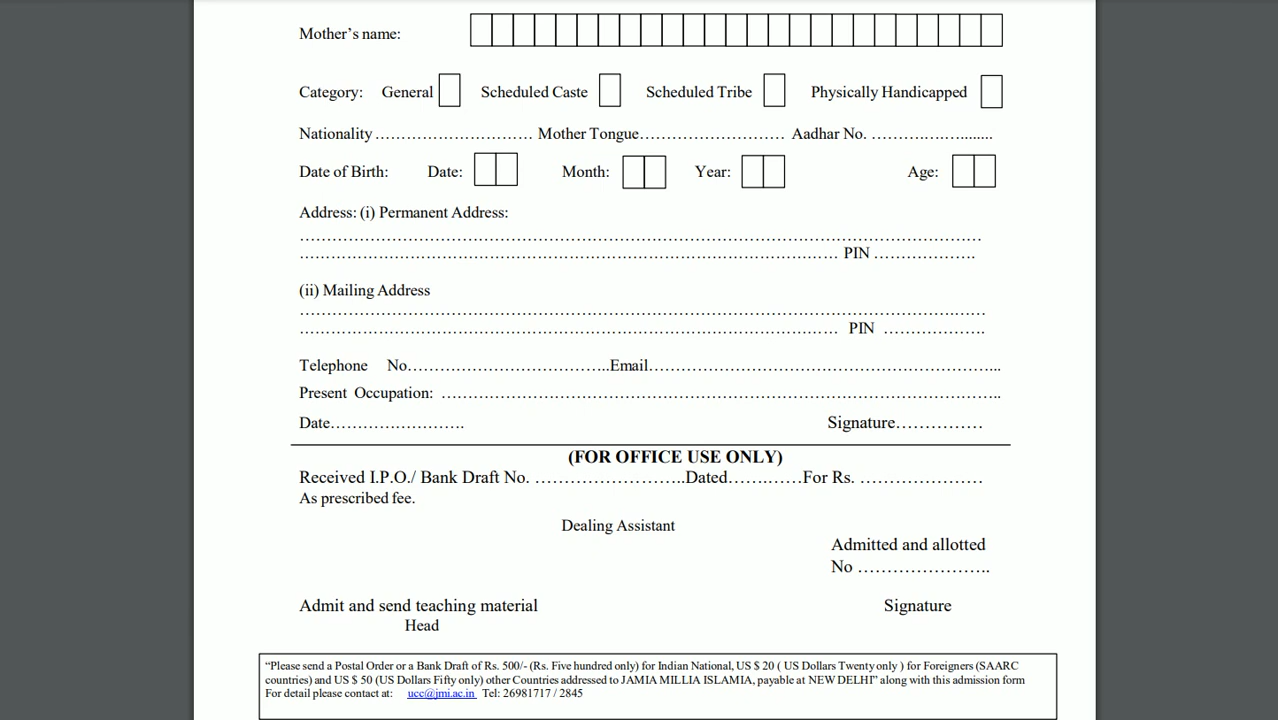 Mother's name:
Category: General Scheduled Caste Scheduled Tribe Physically Handicapped
Nationality .............................. Mother Tongue.............................. Aadhar No. ........................
Date of Birth: Date: Month: Year: Age:
Address: (i) Permanent Address:
.................................................. PIN ...................
(ii) Mailing Address
.................................................. PIN ...................
Telephone No......................................Email..................................................
Present Occupation: ..................................................
Date......................... Signature...............
(FOR OFFICE USE ONLY)
Received I.P.O./ Bank Draft No. ..........................Dated.............For Rs. .....................
As prescribed fee.
Dealing Assistant
Admitted and allotted
No ......................
Admit and send teaching material Signature
Head
“Please send a Postal Order or a Bank Draft of Rs. 500/- (Rs. Five hundred only) for Indian National, US $ 20 ( US Dollars Twenty only ) for Foreigners (SAARC
countries) and US $ 50 (US Dollars Fifty only) other Countries addressed to JAMIA MILLIA ISLAMIA, payable at NEW DELHI” along with this admission form
For detail please contact at: ucc@jmi.ac.in Tel: 26981717 / 2845